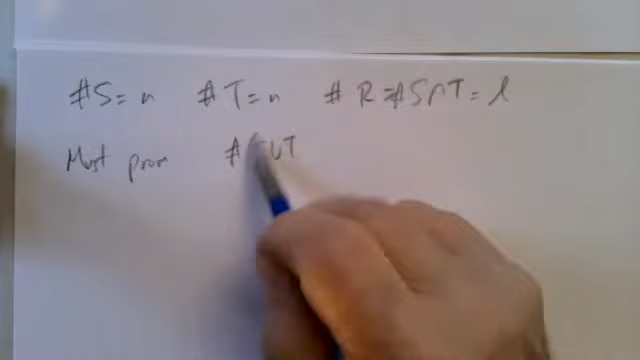 #S = n #T = n # R = #S∩T = l
Must prove # S∪T